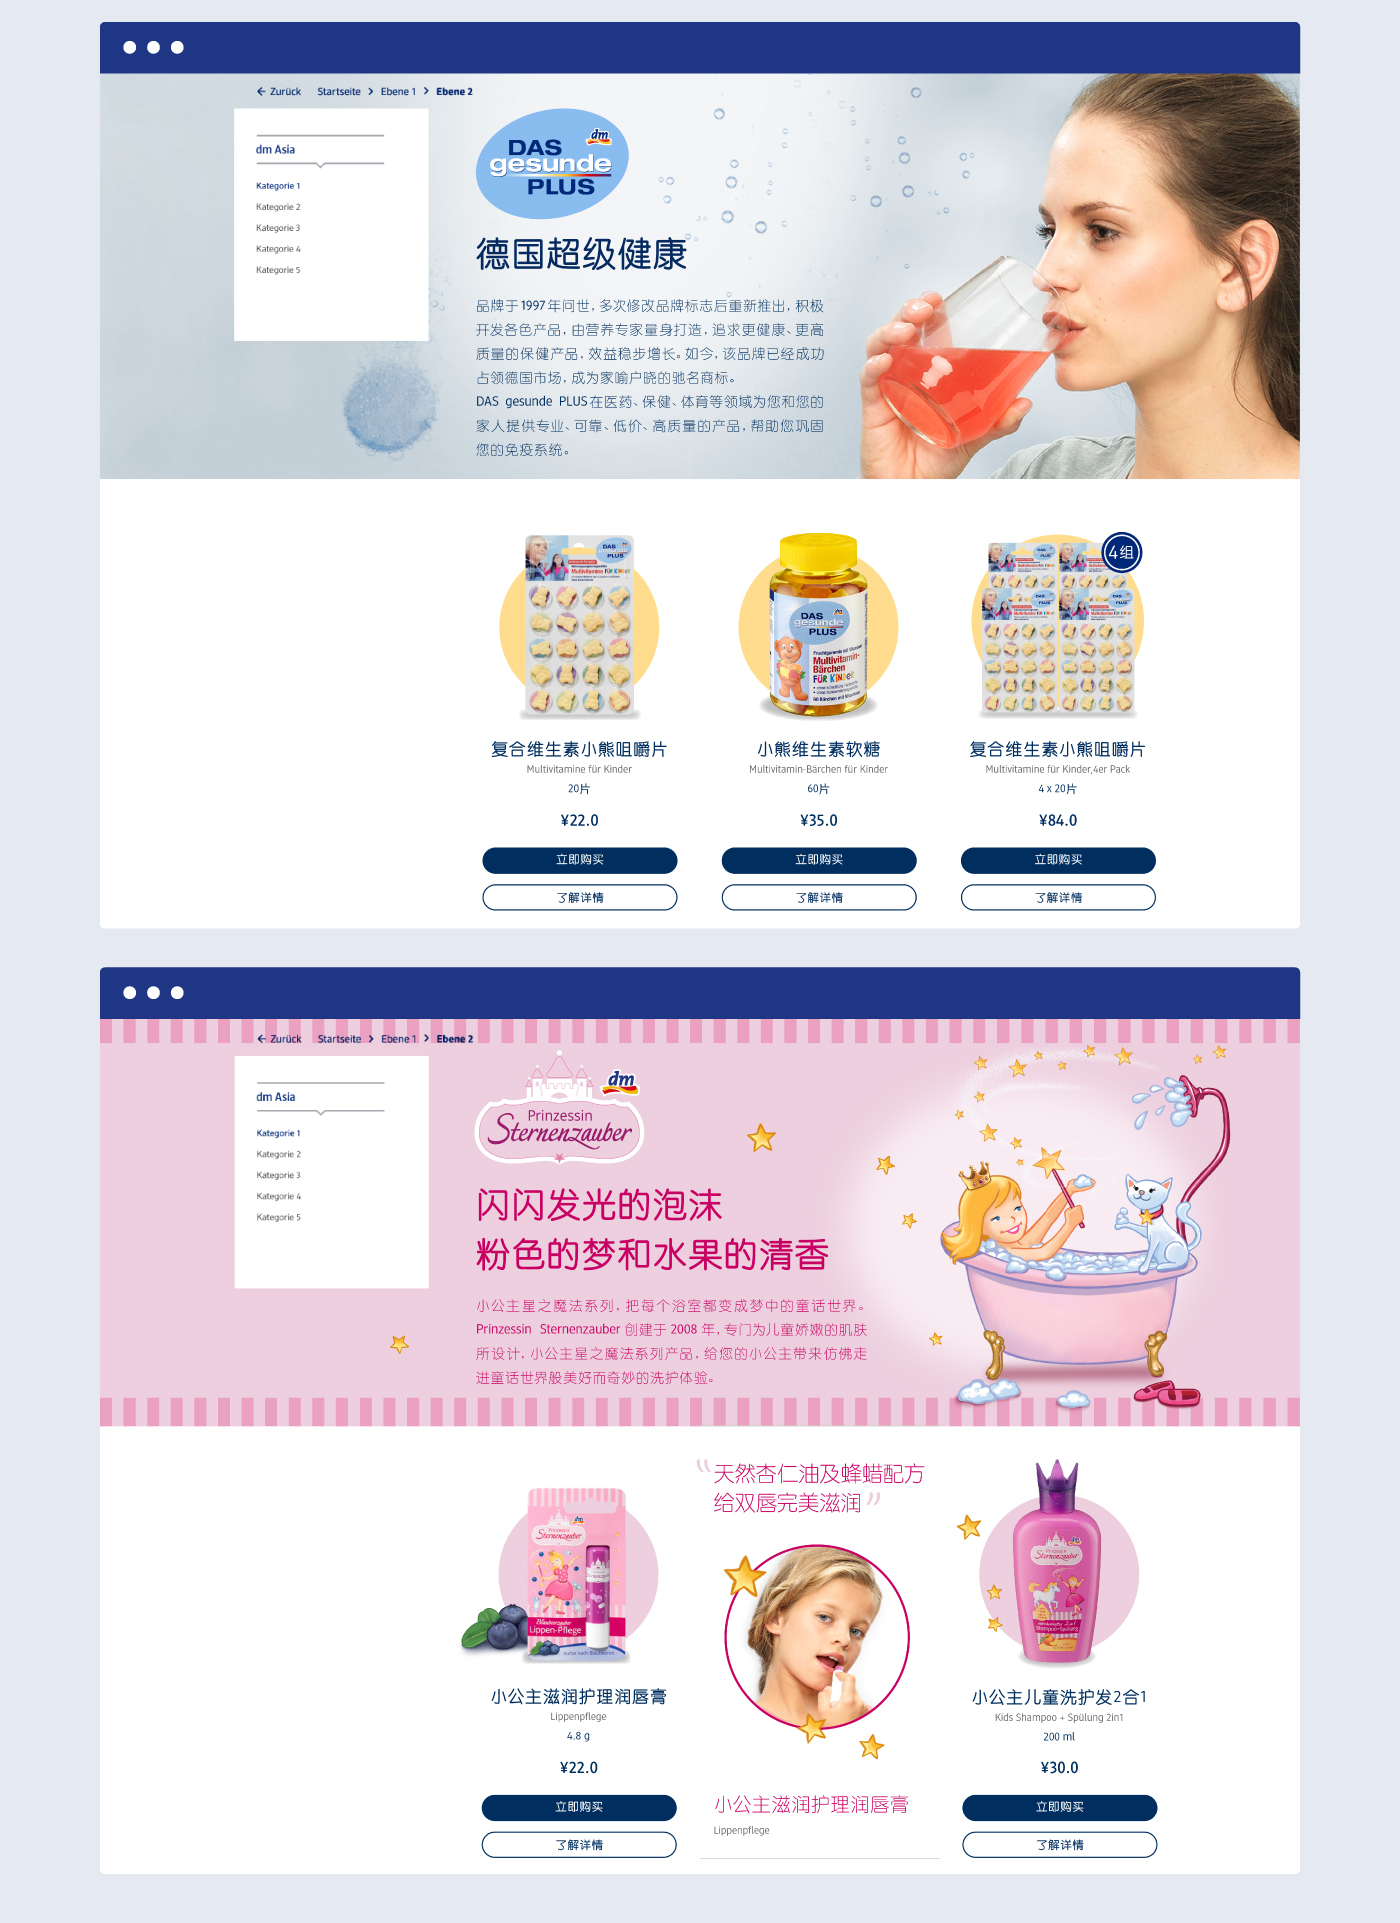 Zurück Startseite Ebene 1 Ebene 2
dm Asia
Kategorie 1
Kategorie 2
Kategorie 3
Kategorie 4
Kategorie 5
dm
DAS
gesunde
PLUS
德国超级健康
品牌于1997年问世，多次修改品牌标志后重新推出，积极
开发各色产品，由营养专家量身打造，追求更健康、更高
质量的保健产品，效益稳步增长。如今，该品牌已经成功
占领德国市场，成为家喻户晓的驰名商标。
DAS gesunde PLUS在医药、保健、体育等领域为您和您的
家人提供专业、可靠、低价、高质量的产品，帮助您巩固
您的免疫系统。
DAS
PLUS
Multivitamine FÜR KINDER
DAS
gesunde
PLUS
Multivitamin-
Bärchen
FÜR KINDER
4组
复合维生素小熊咀嚼片
Multivitamine für Kinder
20片
¥22.0
立即购买
了解详情
小熊维生素软糖
Multivitamin-Bärchen für Kinder
60片
¥35.0
立即购买
了解详情
复合维生素小熊咀嚼片
Multivitamine für Kinder,4er Pack
4 x 20片
¥84.0
立即购买
了解详情
Zurück Startseite Ebene 1 Ebene 2
dm Asia
Kategorie 1
Kategorie 2
Kategorie 3
Kategorie 4
Kategorie 5
dm
Prinzessin
Sternenzauber
闪闪发光的泡沫
粉色的梦和水果的清香
小公主星之魔法系列，把每个浴室都变成梦中的童话世界。
Prinzessin Sternenzauber 创建于 2008 年，专门为儿童娇嫩的肌肤
所设计，小公主星之魔法系列产品，给您的小公主带来仿佛走
进童话世界般美好而奇妙的洗护体验。
dm
Prinzessin
Sternenzauber
Blaubeerzauber
Lippen-Pflege
小公主滋润护理润唇膏
Lippenpflege
4.8 g
¥22.0
立即购买
了解详情
“天然杏仁油及蜂蜡配方
给双唇完美滋润”
小公主滋润护理润唇膏
Lippenpflege
dm
Prinzessin
Sternenzauber
Shampoo+Spülung
小公主儿童洗护发2合1
Kids Shampoo + Spülung 2in1
200 ml
¥30.0
立即购买
了解详情